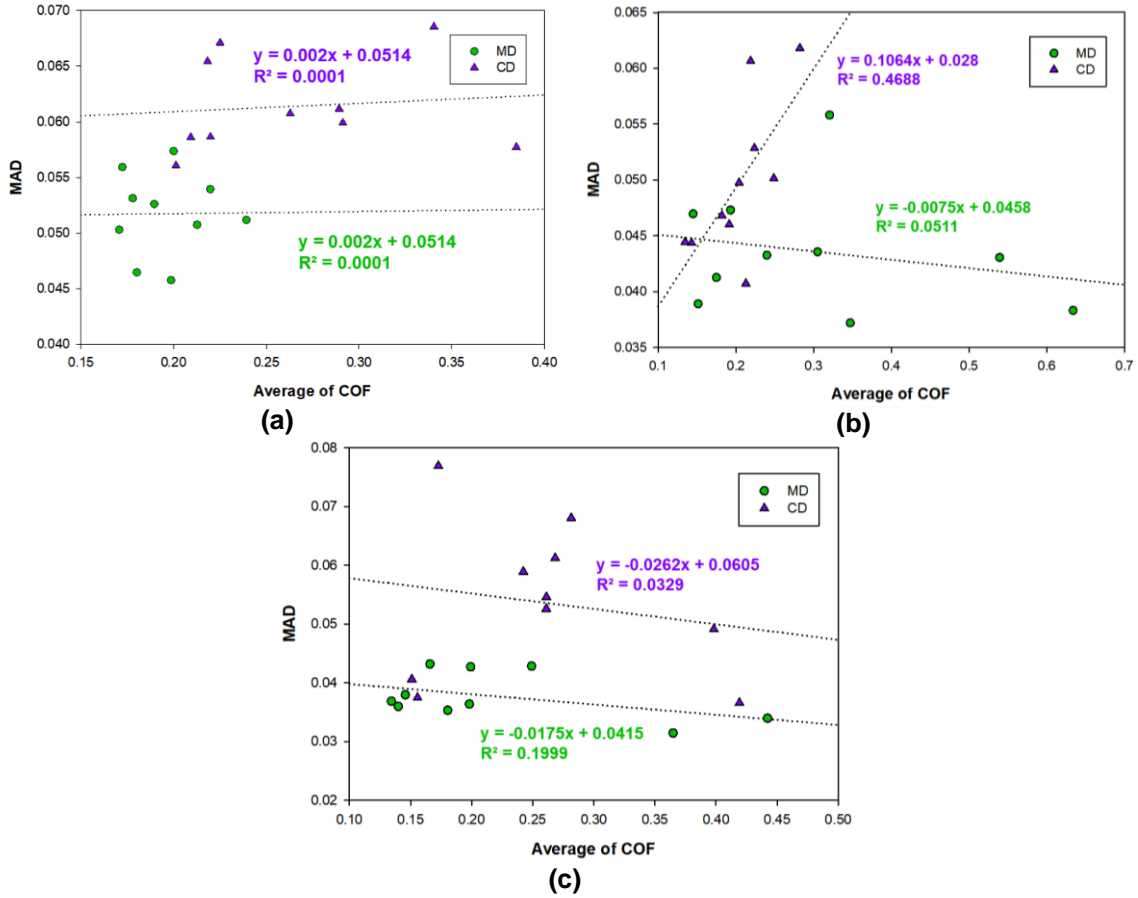 0.070
0.065
0.060
0.055
0.050
0.045
0.040
MAD
y = 0.002x + 0.0514
R² = 0.0001
MD
CD
y = 0.002x + 0.0514
R² = 0.0001
0.15 0.20 0.25 0.30 0.35 0.40
Average of COF
(a)
0.065
0.060
0.055
0.050
0.045
0.040
0.035
MAD
y = 0.1064x + 0.028
R² = 0.4688
MD
CD
y = -0.0075x + 0.0458
R² = 0.0511
0.1 0.2 0.3 0.4 0.5 0.6 0.7
Average of COF
(b)
0.08
0.07
0.06
0.05
0.04
0.03
0.02
MAD
MD
CD
y = -0.0262x + 0.0605
R² = 0.0329
y = -0.0175x + 0.0415
R² = 0.1999
0.10 0.15 0.20 0.25 0.30 0.35 0.40 0.45 0.50
Average of COF
(c)